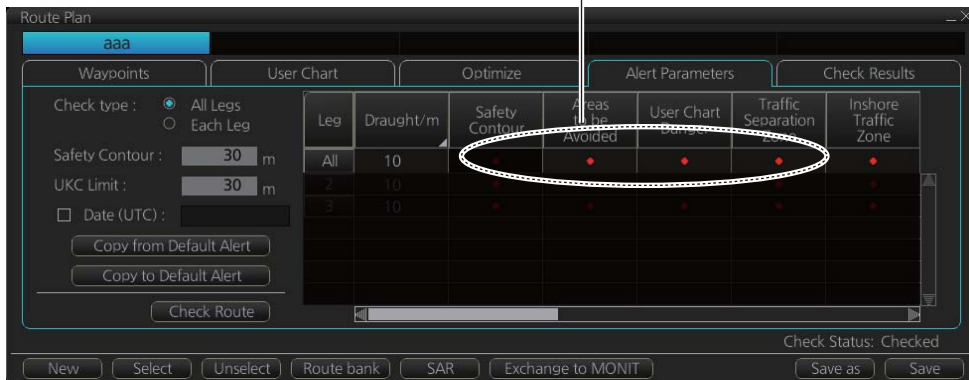 Route Plan
aaa
Waypoints User Chart Optimize Alert Parameters Check Results
Check type : All Legs
Each Leg
Safety Contour : 30 m
UKC Limit : 30 m
Date (UTC) :
Copy from Default Alert
Copy to Default Alert
Check Route
Leg Draught/m Safety Contour Areas to be Avoided User Chart Danger Traffic Separation Zone Inshore Traffic Zone
All 10
2 10
3 10
Check Status: Checked
New Select Unselect Route bank SAR Exchange to MONIT Save as Save